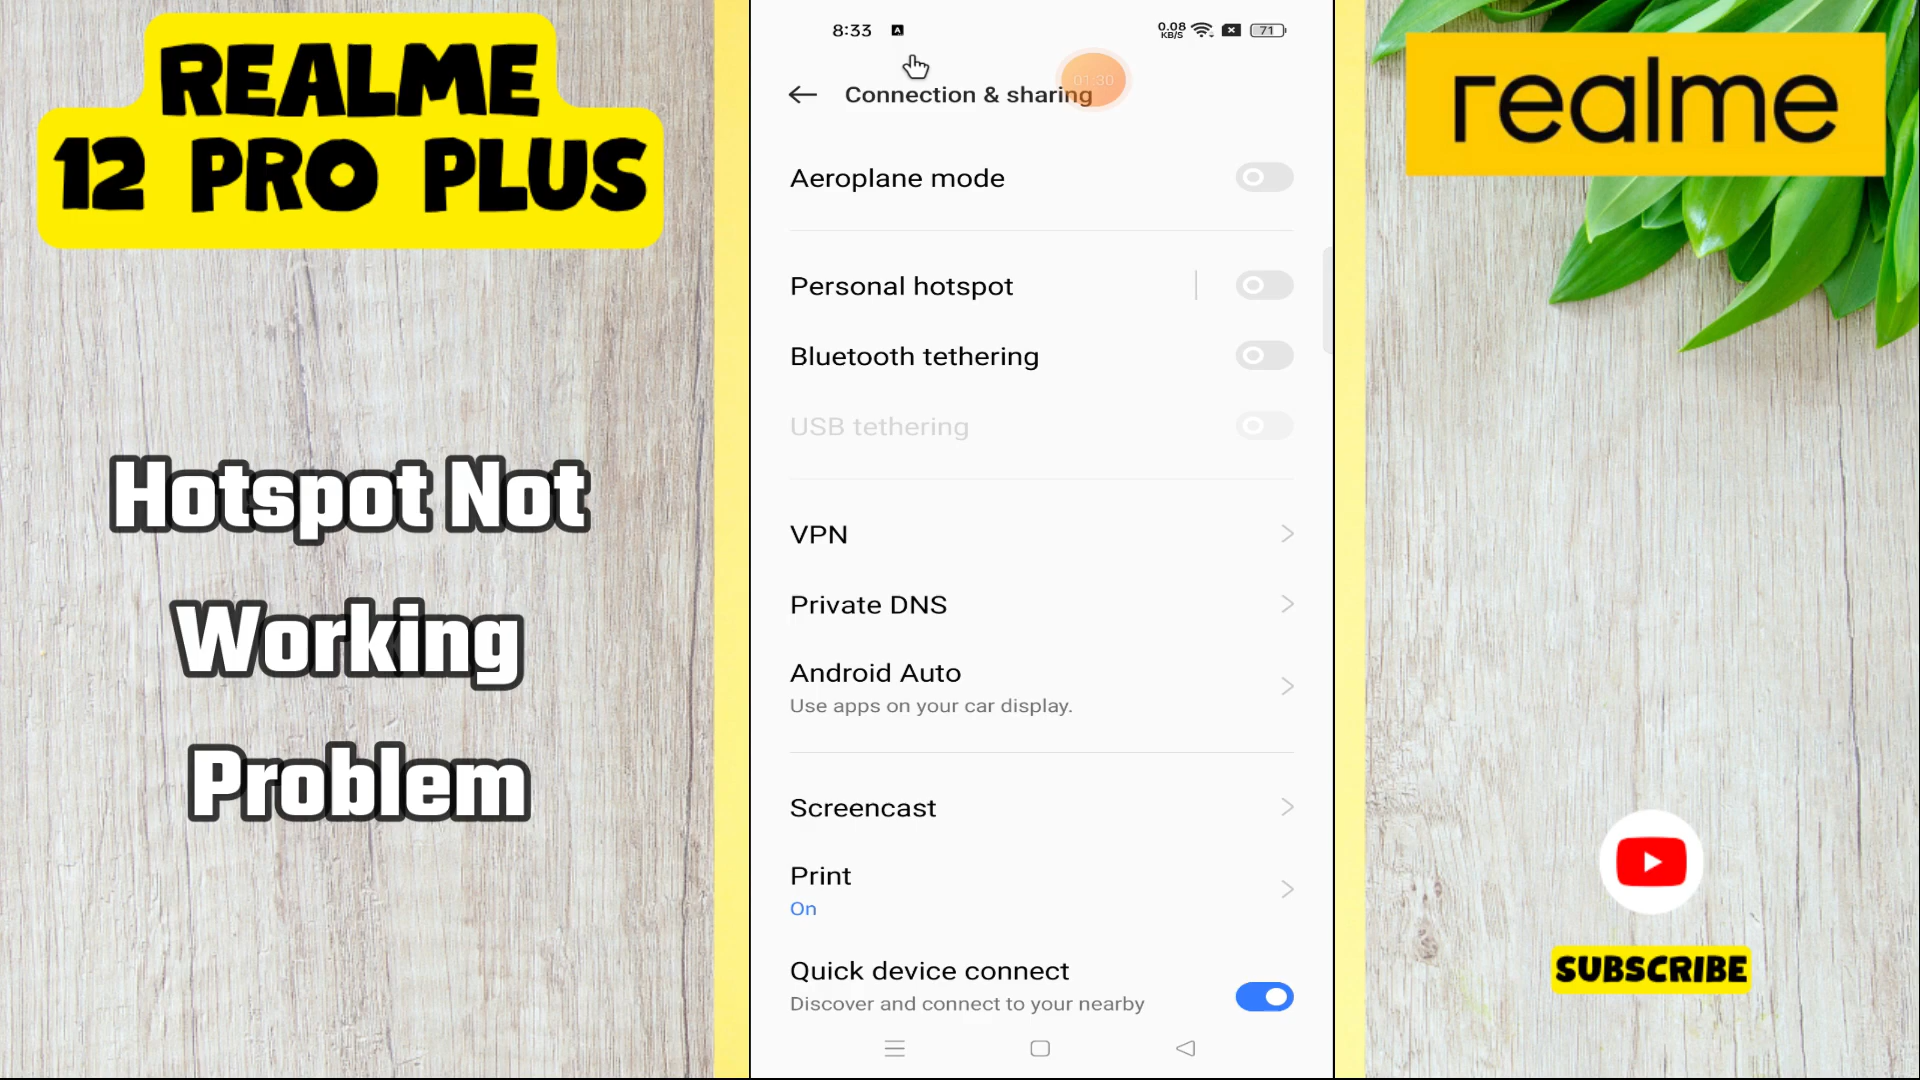 REALME
12 PRO PLUS
Hotspot Not
Working
Problem
8:33
A
0.08
KB/S
71
01:30
Connection & sharing
Aeroplane mode
Personal hotspot
Bluetooth tethering
USB tethering
VPN
Private DNS
Android Auto
Use apps on your car display.
Screencast
Print
On
Quick device connect
Discover and connect to your nearby
realme
SUBSCRIBE